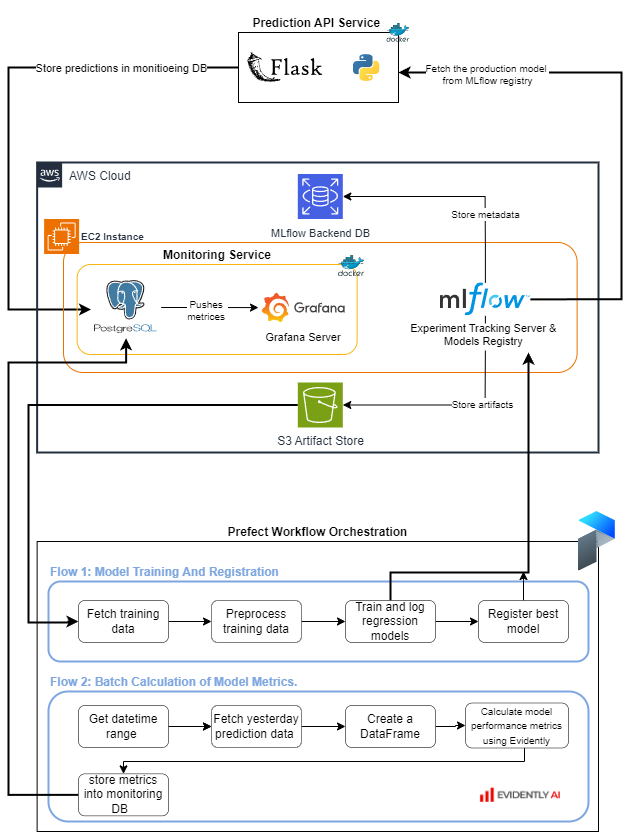 Prediction API Service
docker
Flask
Store predictions in monitioeing DB
Fetch the production model
from MLflow registry
aws
AWS Cloud
MLflow Backend DB
Store metadata
EC2 Instance
Monitoring Service
docker
PostgreSQL
Pushes
metrices
Grafana
Grafana Server
mlflow
Experiment Tracking Server &
Models Registry
Store artifacts
S3 Artifact Store
Prefect Workflow Orchestration
Flow 1: Model Training And Registration
Fetch training
data
Preprocess
training data
Train and log
regression
models
Register best
model
Flow 2: Batch Calculation of Model Metrics.
Get datetime
range
Fetch yesterday
prediction data
Create a
DataFrame
Calculate model
performance metrics
using Evidently
store metrics
into monitoring
DB
EVIDENTLY AI